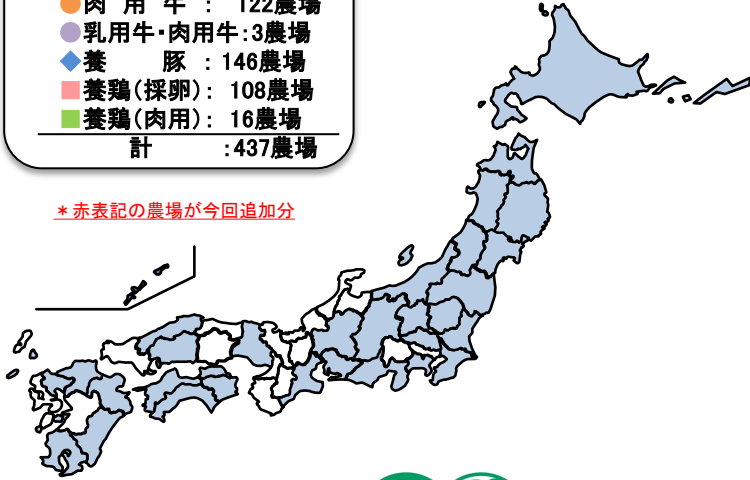 肉用牛：122農場
乳用牛・肉用牛：3農場
養豚：146農場
養鶏（採卵）：108農場
養鶏（肉用）：16農場
計：437農場
＊赤表記の農場が今回追加分